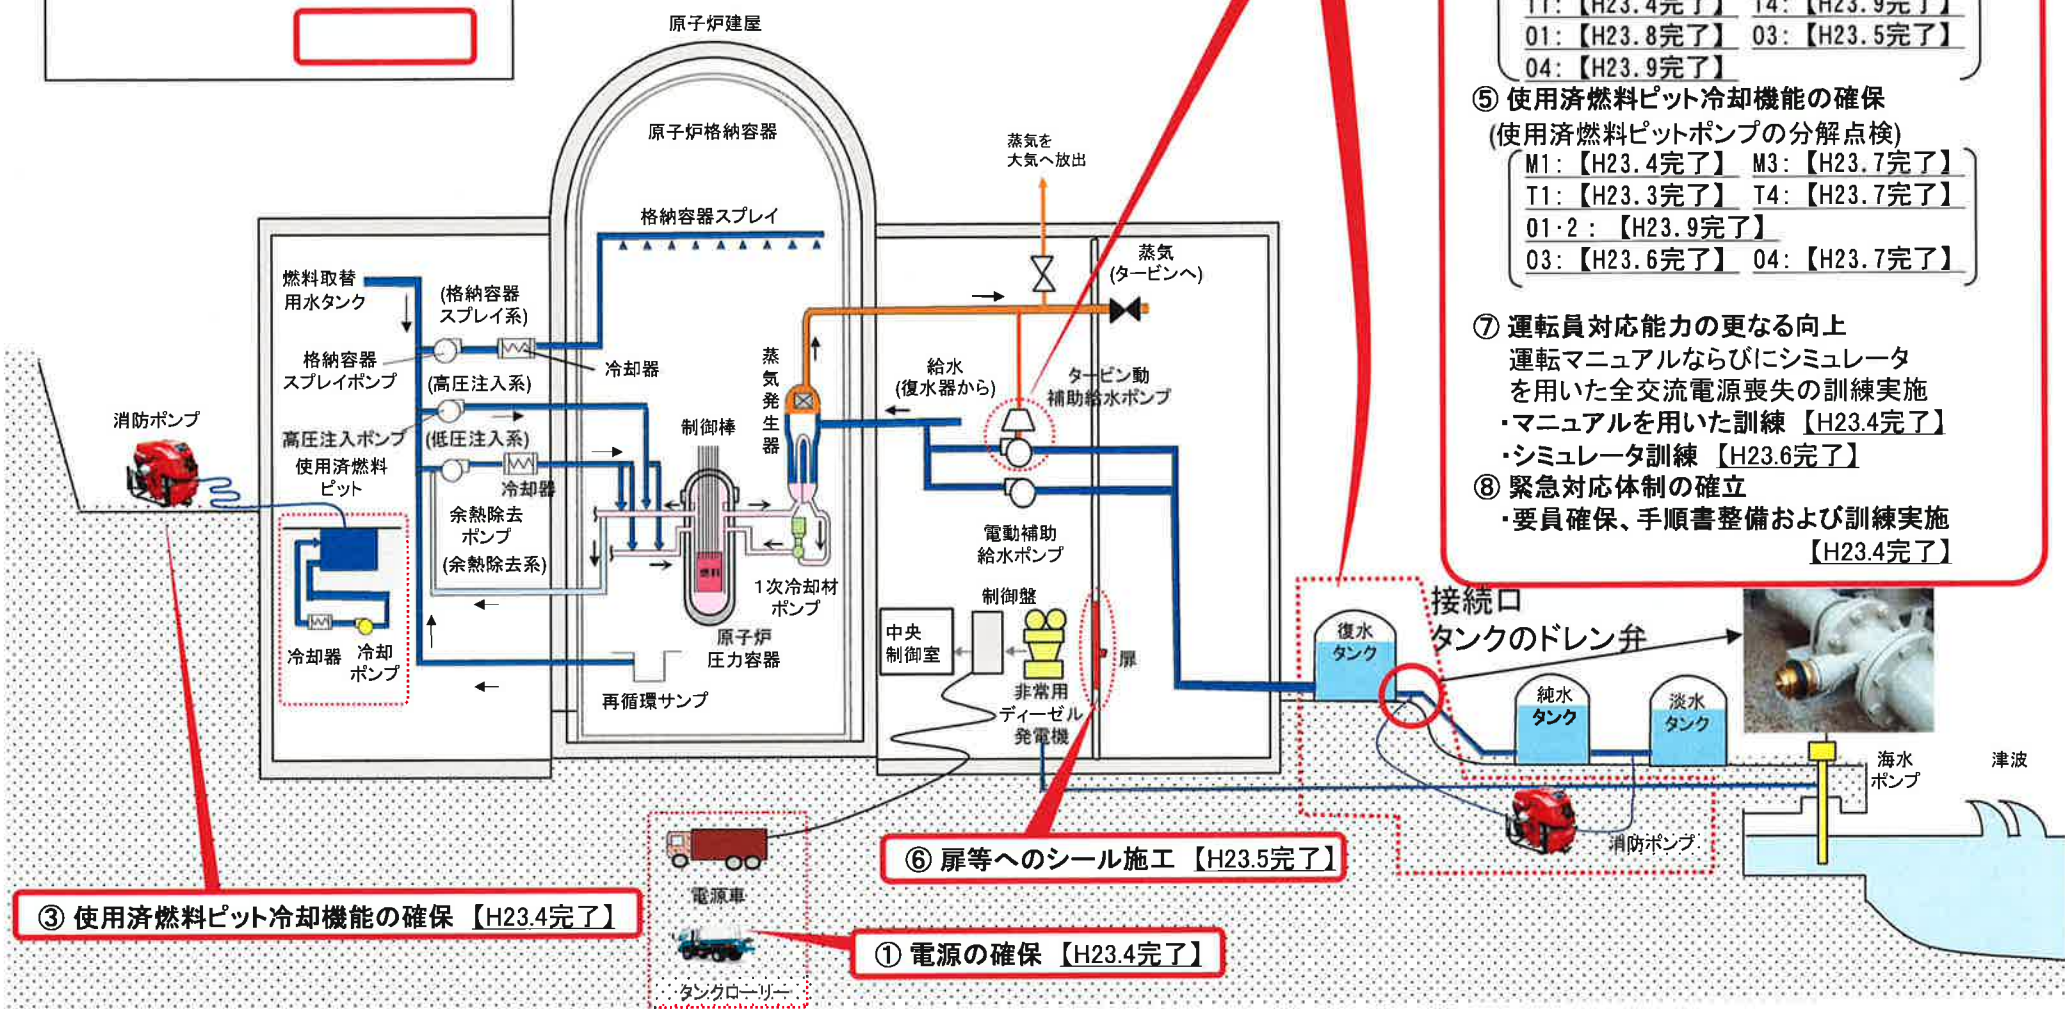 原子炉建屋
T1:【H23.4完了】 T4:【H23.9完了】
O1:【H23.8完了】 O3:【H23.5完了】
O4:【H23.9完了】
⑤ 使用済燃料ピット冷却機能の確保
(使用済燃料ピットポンプの分解点検)
M1:【H23.4完了】 M3:【H23.7完了】
T1:【H23.3完了】 T4:【H23.7完了】
O1·2:【H23.9完了】
O3:【H23.6完了】 O4:【H23.7完了】
⑦ 運転員対応能力の更なる向上
運転マニュアルならびにシミュレータ
を用いた全交流電源喪失の訓練実施
・マニュアルを用いた訓練 【H23.4完了】
・シミュレータ訓練 【H23.6完了】
⑧ 緊急対応体制の確立
・要員確保、手順書整備および訓練実施
【H23.4完了】
原子炉格納容器
蒸気を
大気へ放出
格納容器スプレイ
蒸気
(タービンへ)
燃料取替
用水タンク
(格納容器
スプレイ系)
格納容器
スプレイポンプ
冷却器
(高圧注入系)
蒸気発生器
給水
(復水器から)
タービン動
補助給水ポンプ
消防ポンプ
高圧注入ポンプ
(低圧注入系)
制御棒
使用済燃料
ピット
冷却器
余熱除去
ポンプ
(余熱除去系)
電動補助
給水ポンプ
燃料
1次冷却材
ポンプ
冷却器
冷却
ポンプ
原子炉
圧力容器
再循環サンプ
中央
制御室
制御盤
非常用
ディーゼル
発電機
扉
接続口
タンクのドレン弁
復水
タンク
純水
タンク
淡水
タンク
海水
ポンプ
津波
消防ポンプ
⑥ 扉等へのシール施工 【H23.5完了】
③ 使用済燃料ピット冷却機能の確保 【H23.4完了】
電源車
① 電源の確保 【H23.4完了】
タンクローリー